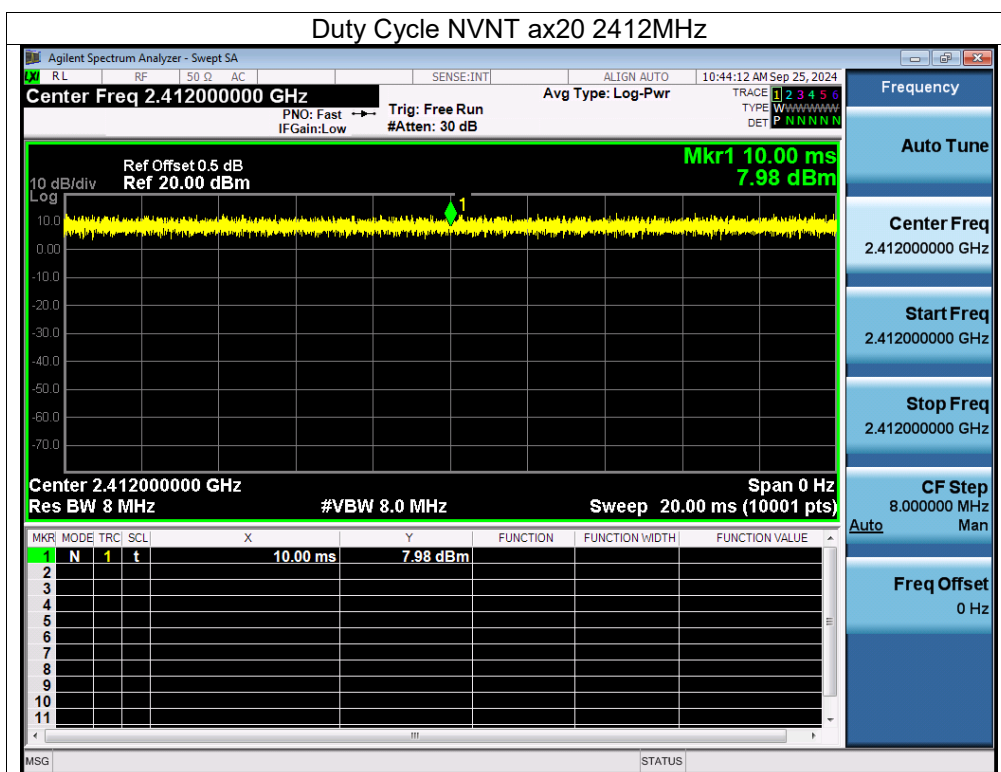 Duty Cycle NVNT ax20 2412MHz
Agilent Spectrum Analyzer - Swept SA
LXI RL RF 50 Ω AC SENSE:INT ALIGN AUTO 10:44:12 AM Sep 25, 2024
Center Freq 2.412000000 GHz
PNO: Fast
IFGain:Low
Trig: Free Run
#Atten: 30 dB
Avg Type: Log-Pwr
TRACE 1 2 3 4 5 6
TYPE WWWWWWW
DET P N N N N N
Ref Offset 0.5 dB
10 dB/div Ref 20.00 dBm
Log
Mkr1 10.00 ms
7.98 dBm
1
10.0
0.00
-10.0
-20.0
-30.0
-40.0
-50.0
-60.0
-70.0
Center 2.412000000 GHz Span 0 Hz
Res BW 8 MHz #VBW 8.0 MHz Sweep 20.00 ms (10001 pts)
MKR MODE TRC SCL X Y FUNCTION FUNCTION WIDTH FUNCTION VALUE
1 N 1 t 10.00 ms 7.98 dBm
2
3
4
5
6
7
8
9
10
11
MSG STATUS
Frequency
Auto Tune
Center Freq
2.412000000 GHz
Start Freq
2.412000000 GHz
Stop Freq
2.412000000 GHz
CF Step
8.000000 MHz
Auto Man
Freq Offset
0 Hz